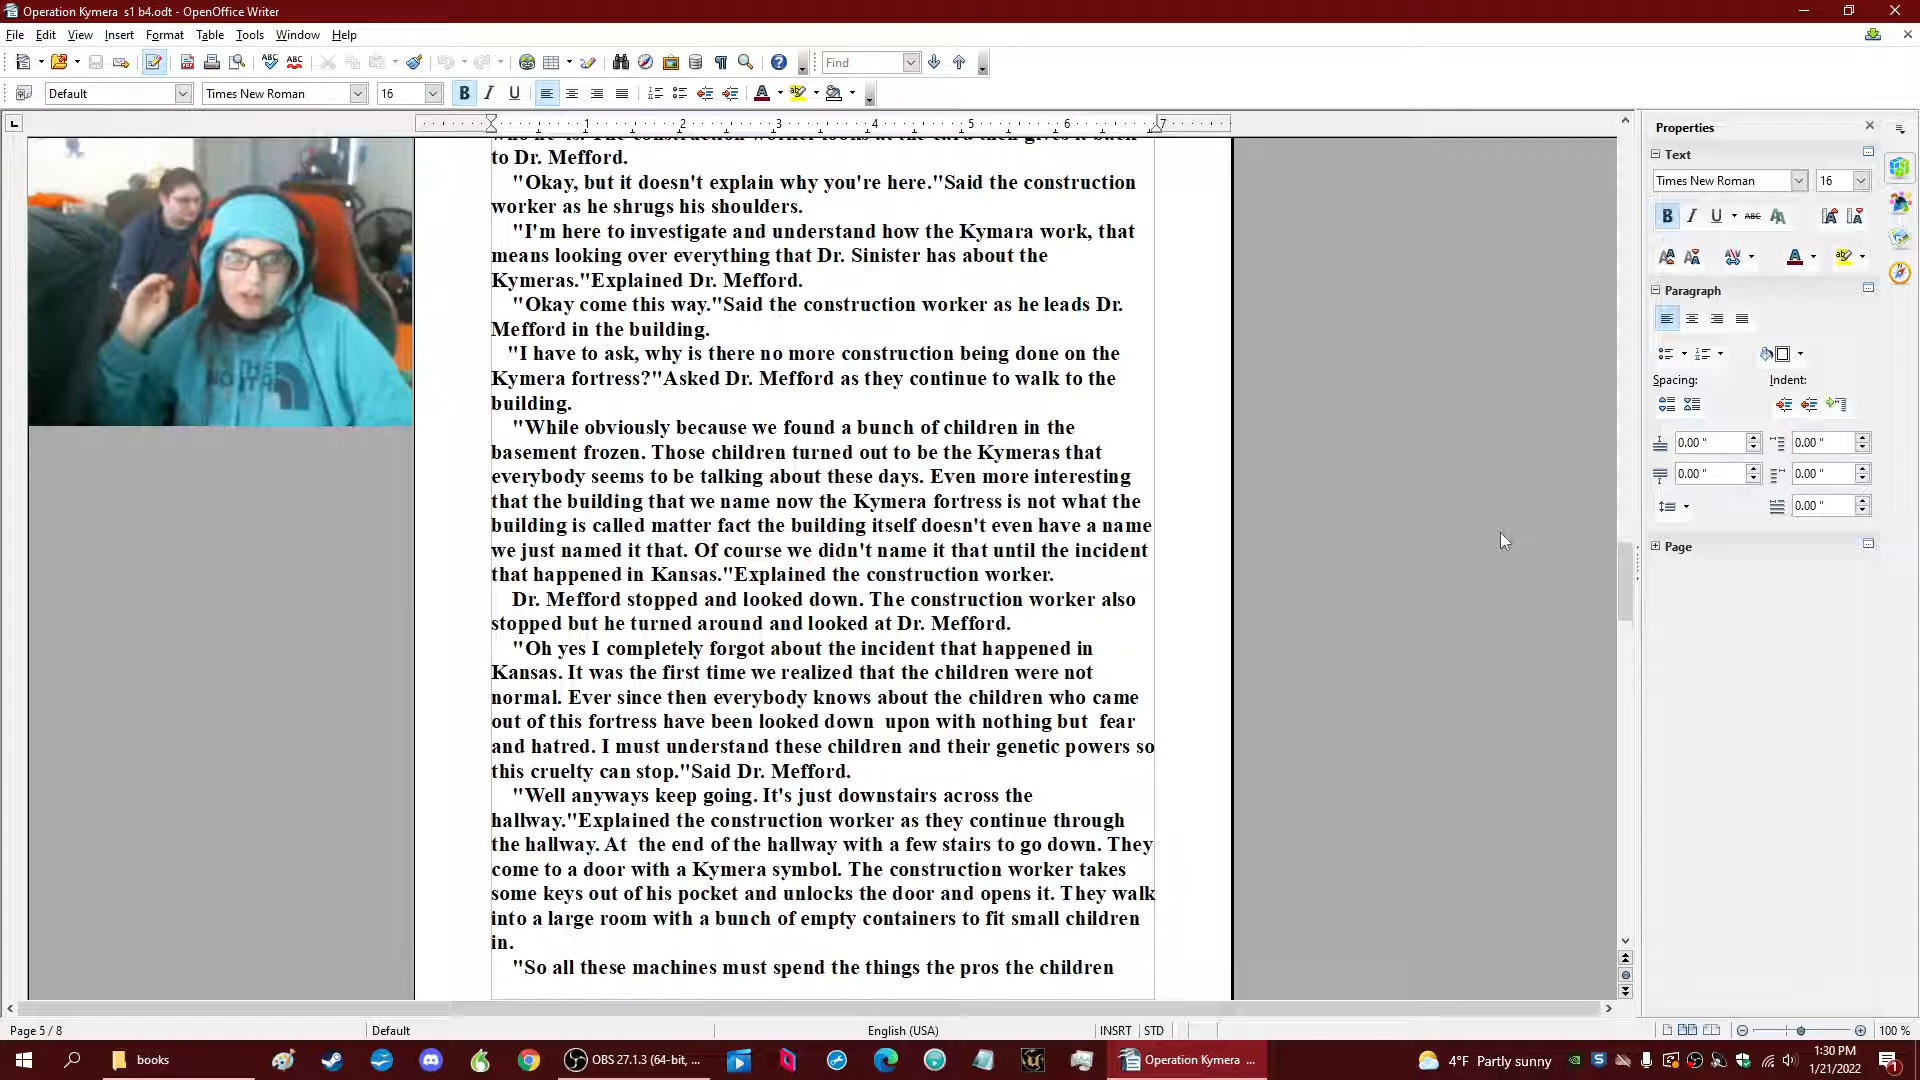 Operation Kymera  s1 b4.odt - OpenOffice Writer
File Edit View Insert Format Table Tools Window Help
Find
Default Times New Roman 16
1 2 3 4 5 6 7
to Dr. Mefford.
"Okay, but it doesn't explain why you're here."Said the construction
worker as he shrugs his shoulders.
"I'm here to investigate and understand how the Kymara work, that
means looking over everything that Dr. Sinister has about the
Kymeras."Explained Dr. Mefford.
"Okay come this way."Said the construction worker as he leads Dr.
Mefford in the building.
"I have to ask, why is there no more construction being done on the
Kymera fortress?"Asked Dr. Mefford as they continue to walk to the
building.
"While obviously because we found a bunch of children in the
basement frozen. Those children turned out to be the Kymeras that
everybody seems to be talking about these days. Even more interesting
that the building that we name now the Kymera fortress is not what the
building is called matter fact the building itself doesn't even have a name
we just named it that. Of course we didn't name it that until the incident
that happened in Kansas."Explained the construction worker.
Dr. Mefford stopped and looked down. The construction worker also
stopped but he turned around and looked at Dr. Mefford.
"Oh yes I completely forgot about the incident that happened in
Kansas. It was the first time we realized that the children were not
normal. Ever since then everybody knows about the children who came
out of this fortress have been looked down  upon with nothing but  fear
and hatred. I must understand these children and their genetic powers so
this cruelty can stop."Said Dr. Mefford.
"Well anyways keep going. It's just downstairs across the
hallway."Explained the construction worker as they continue through
the hallway. At  the end of the hallway with a few stairs to go down. They
come to a door with a Kymera symbol. The construction worker takes
some keys out of his pocket and unlocks the door and opens it. They walk
into a large room with a bunch of empty containers to fit small children
in.
"So all these machines must spend the things the pros the children
Properties
Text
Times New Roman 16
Paragraph
Spacing: Indent:
0.00 " 0.00 "
0.00 " 0.00 "
0.00 "
Page
Page 5 / 8 Default English (USA) INSRT STD 100 %
books OBS 27.1.3 (64-bit, ... Operation Kymera ... 4°F Partly sunny 1:30 PM
1/21/2022